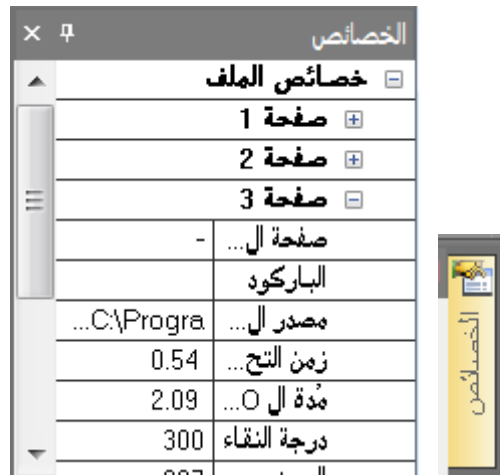 الخصائص
خصائص الملف
صفحة 1
صفحة 2
صفحة 3
صفحة ال... -
الباركود
مصدر ال... C:\Progra...
زمن التح... 0.54
مُدة ال O... 2.09
درجة النقاء 300
الخصائص